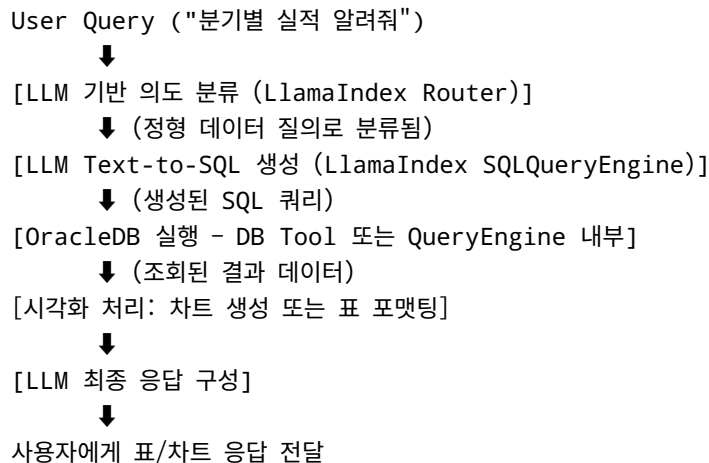 User Query ("분기별 실적 알려줘")
⬇
[LLM 기반 의도 분류 (LlamaIndex Router)]
⬇ (정형 데이터 질의로 분류됨)
[LLM Text-to-SQL 생성 (LlamaIndex SQLQueryEngine)]
⬇ (생성된 SQL 쿼리)
[OracleDB 실행 – DB Tool 또는 QueryEngine 내부]
⬇ (조회된 결과 데이터)
[시각화 처리: 차트 생성 또는 표 포맷팅]
⬇
[LLM 최종 응답 구성]
⬇
사용자에게 표/차트 응답 전달